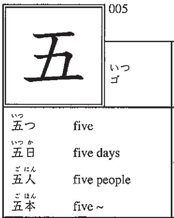 005
五
いつ
ゴ
いつ
五つ five
いつ か
五日 five days
ご にん
五人 five people
ご ほん
五本 five ~